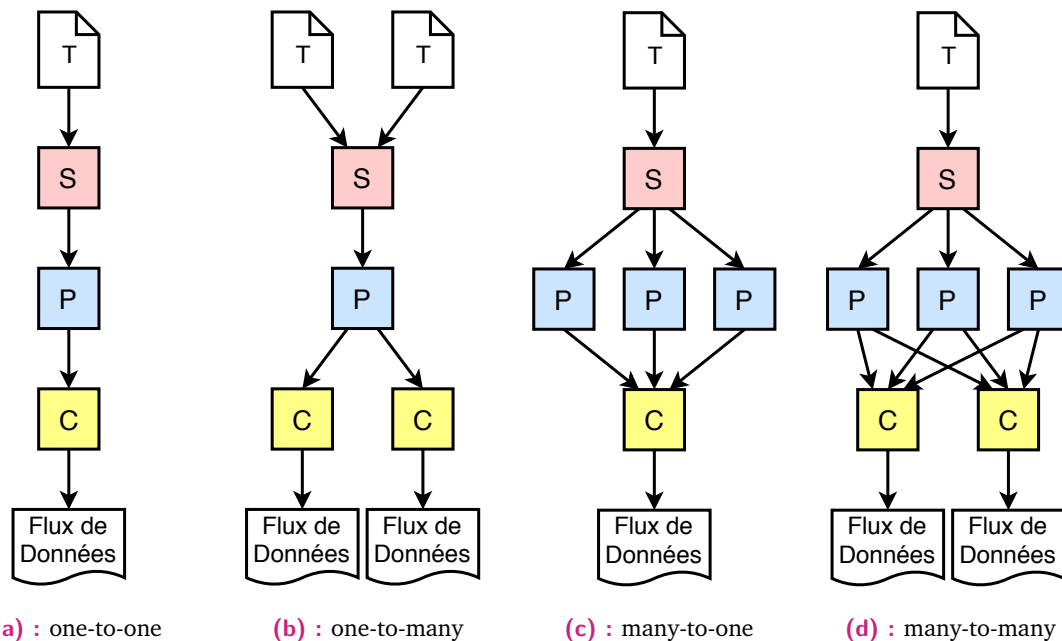 T
S
P
C
Flux de
Données
a) : one-to-one
T
T
S
P
C
C
Flux de
Données
Flux de
Données
(b) : one-to-many
T
S
P
P
P
C
Flux de
Données
(c) : many-to-one
T
S
P
P
P
C
C
Flux de
Données
Flux de
Données
(d) : many-to-many